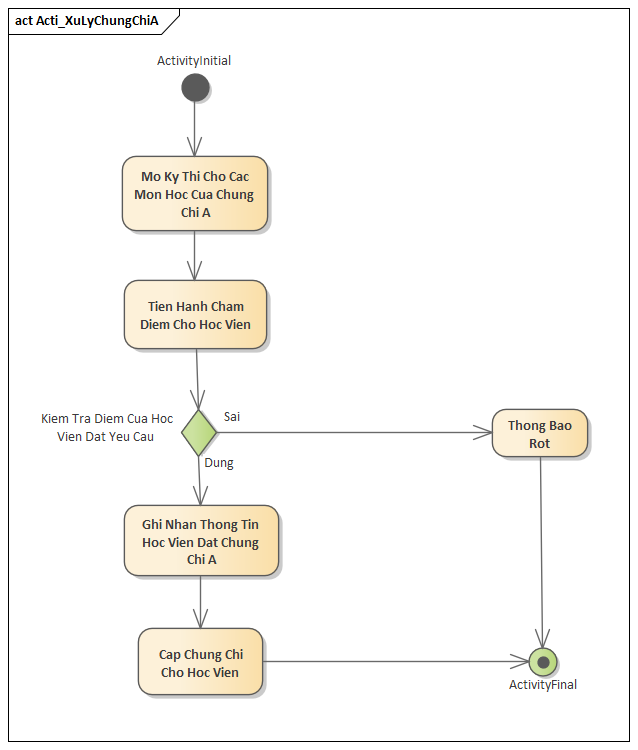 act Acti_XuLyChungChiA
ActivityInitial
Mo Ky Thi Cho Cac
Mon Hoc Cua Chung
Chi A
Tien Hanh Cham
Diem Cho Hoc Vien
Kiem Tra Diem Cua Hoc
Vien Dat Yeu Cau
Sai
Thong Bao
Rot
Dung
Ghi Nhan Thong Tin
Hoc Vien Dat Chung
Chi A
Cap Chung Chi
Cho Hoc Vien
ActivityFinal